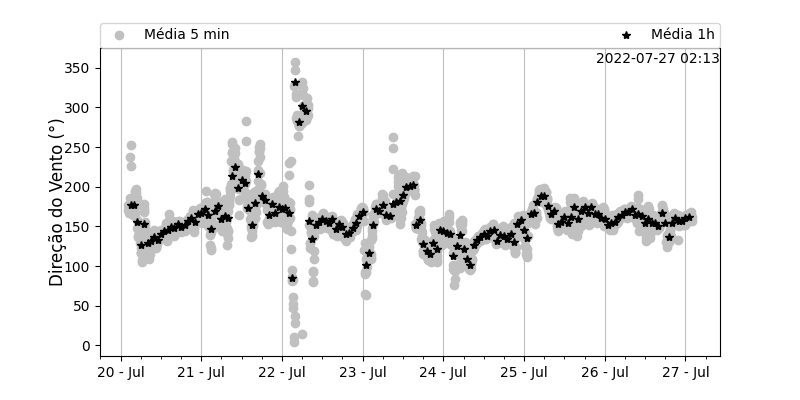 Média 5 min
Média 1h
2022-07-27 02:13
Direção do Vento (°)
350
300
250
200
150
100
50
0
20 - Jul
21 - Jul
22 - Jul
23 - Jul
24 - Jul
25 - Jul
26 - Jul
27 - Jul